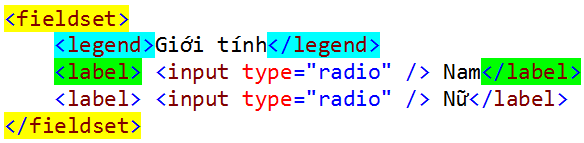 <fieldset>
<legend>Giới tính</legend>
<label> <input type="radio" /> Nam</label>
<label> <input type="radio" /> Nữ</label>
</fieldset>